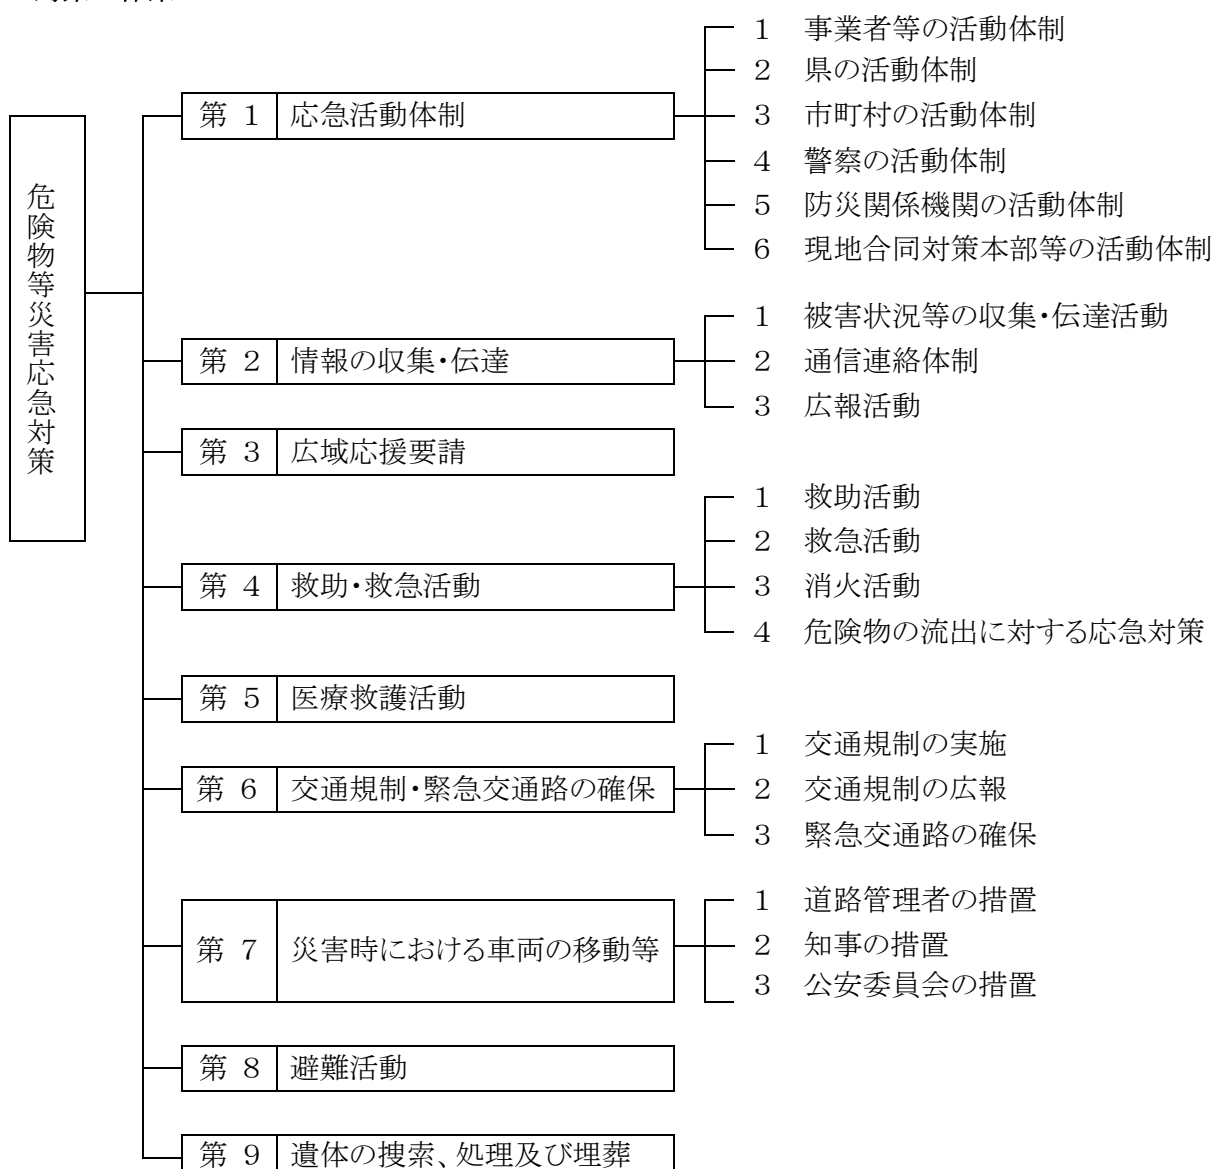 危険物等災害応急対策
第 1 応急活動体制
1 事業者等の活動体制
2 県の活動体制
3 市町村の活動体制
4 警察の活動体制
5 防災関係機関の活動体制
6 現地合同対策本部等の活動体制
第 2 情報の収集・伝達
1 被害状況等の収集・伝達活動
2 通信連絡体制
3 広報活動
第 3 広域応援要請
第 4 救助・救急活動
1 救助活動
2 救急活動
3 消火活動
4 危険物の流出に対する応急対策
第 5 医療救護活動
第 6 交通規制・緊急交通路の確保
1 交通規制の実施
2 交通規制の広報
3 緊急交通路の確保
第 7 災害時における車両の移動等
1 道路管理者の措置
2 知事の措置
3 公安委員会の措置
第 8 避難活動
第 9 遺体の捜索、処理及び埋葬